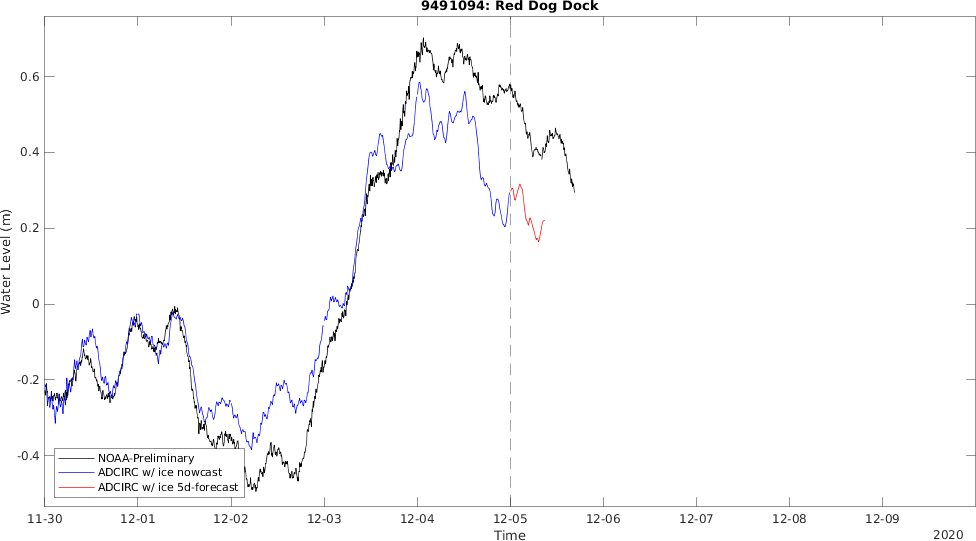 9491094: Red Dog Dock
Water Level (m)
0.6
0.4
0.2
0
-0.2
-0.4
NOAA-Preliminary
ADCIRC w/ ice nowcast
ADCIRC w/ ice 5d-forecast
11-30 12-01 12-02 12-03 12-04 12-05 12-06 12-07 12-08 12-09
Time
2020